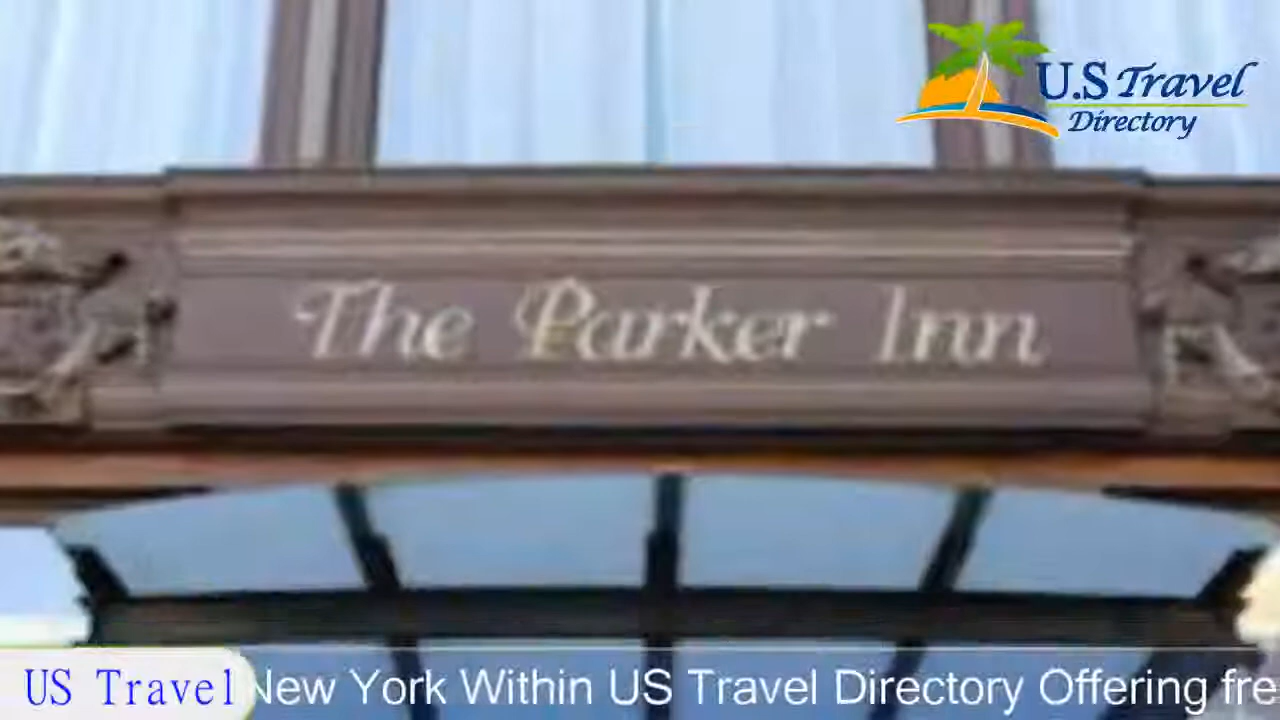 U.S Travel
Directory
The Parker Inn
US Travel
New York Within US Travel Directory Offering fre